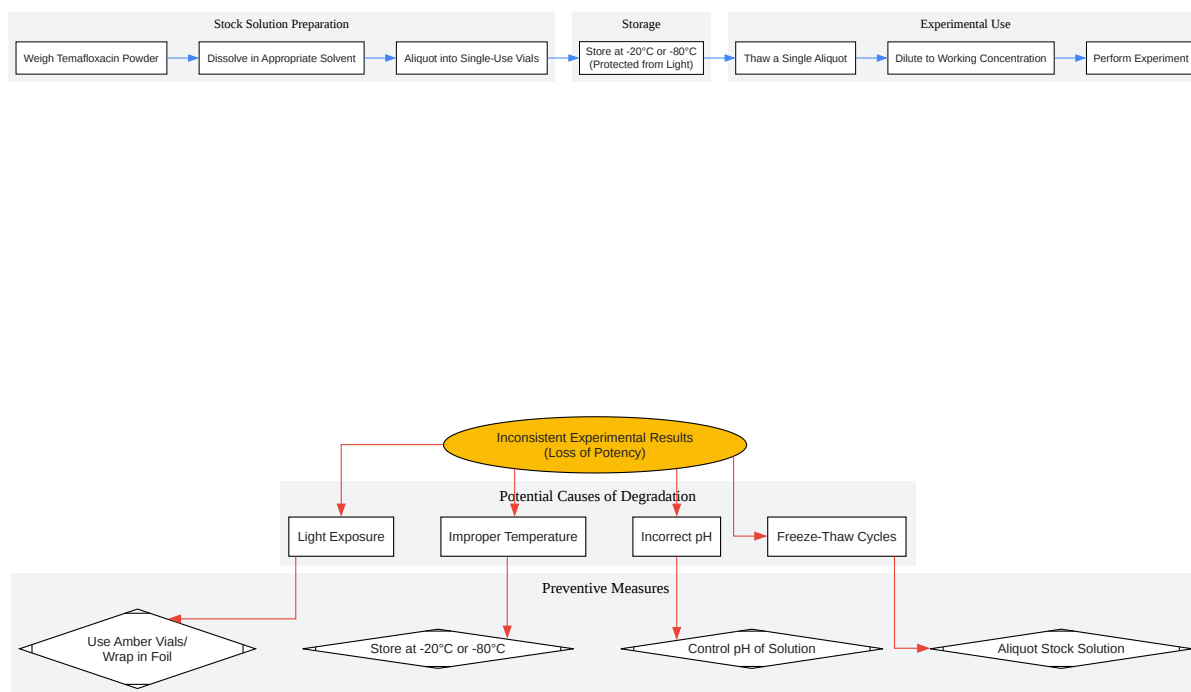 Stock Solution Preparation
Storage
Experimental Use
Weigh Temafloxacin Powder
Dissolve in Appropriate Solvent
Aliquot into Single-Use Vials
Store at -20°C or -80°C
(Protected from Light)
Thaw a Single Aliquot
Dilute to Working Concentration
Perform Experiment
Inconsistent Experimental Results
(Loss of Potency)
Potential Causes of Degradation
Light Exposure
Improper Temperature
Incorrect pH
Freeze-Thaw Cycles
Preventive Measures
Use Amber Vials/
Wrap in Foil
Store at -20°C or -80°C
Control pH of Solution
Aliquot Stock Solution